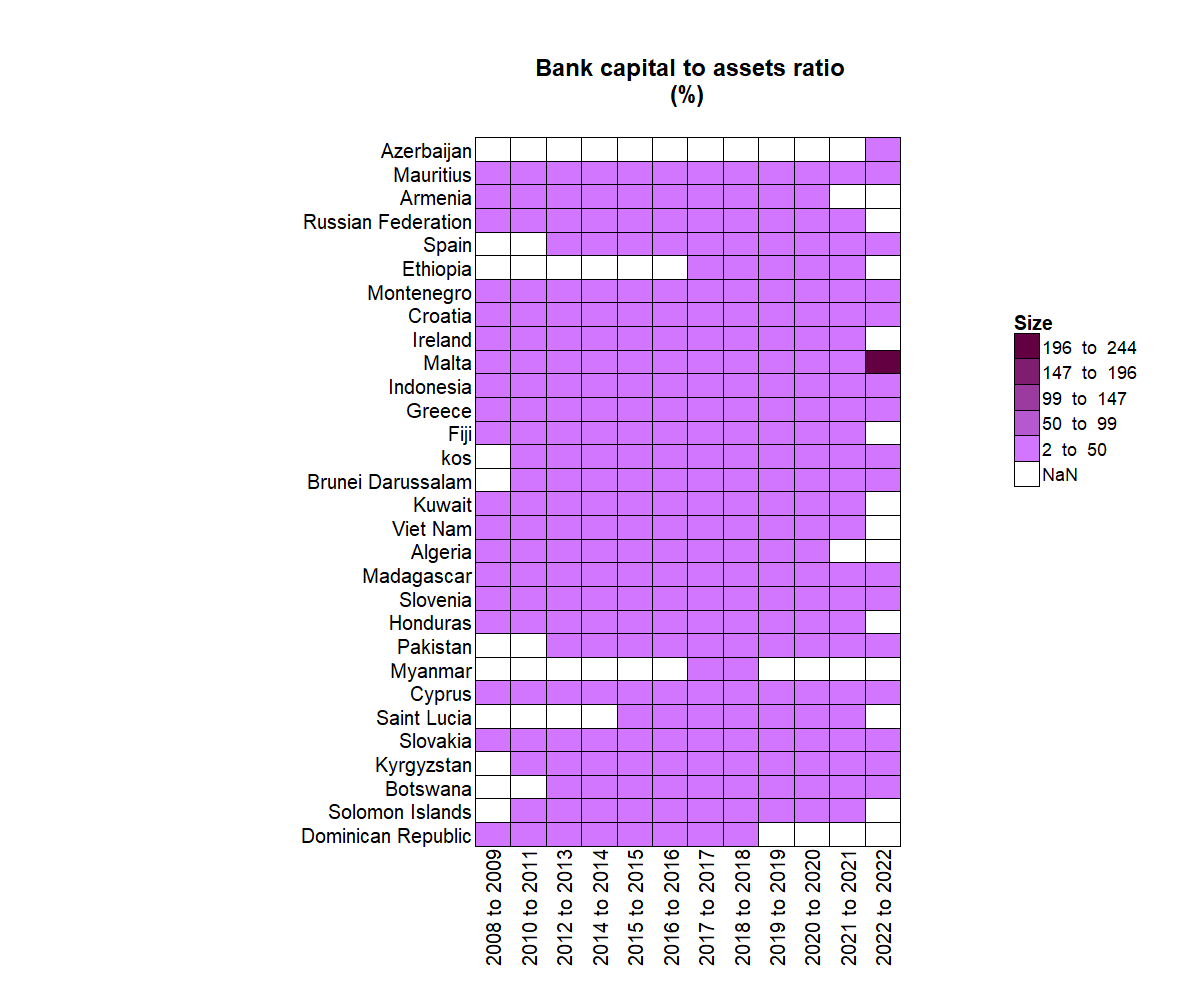 Bank capital to assets ratio
(%)
Azerbaijan
Mauritius
Armenia
Russian Federation
Spain
Ethiopia
Montenegro
Croatia
Ireland
Malta
Indonesia
Greece
Fiji
kos
Brunei Darussalam
Kuwait
Viet Nam
Algeria
Madagascar
Slovenia
Honduras
Pakistan
Myanmar
Cyprus
Saint Lucia
Slovakia
Kyrgyzstan
Botswana
Solomon Islands
Dominican Republic
2008 to 2009
2010 to 2011
2012 to 2013
2014 to 2014
2015 to 2015
2016 to 2016
2017 to 2017
2018 to 2018
2019 to 2019
2020 to 2020
2021 to 2021
2022 to 2022
Size
196 to 244
147 to 196
99 to 147
50 to 99
2 to 50
NaN